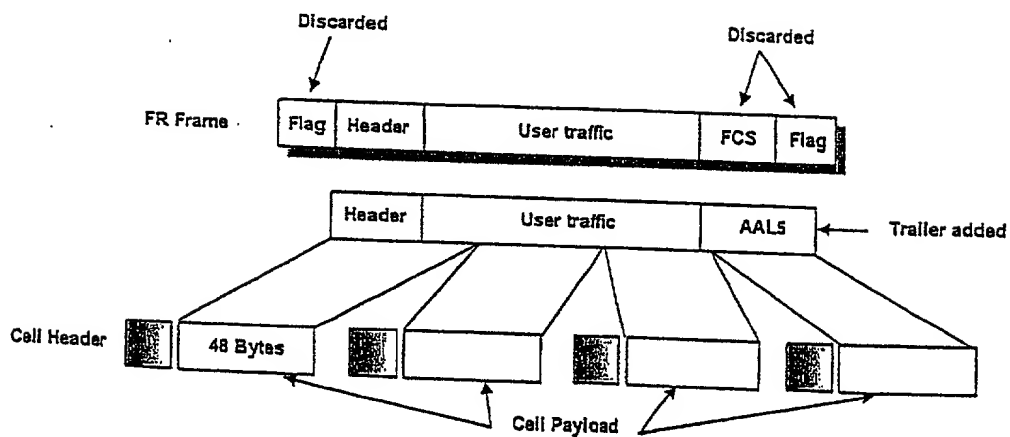 Discarded
Discarded
FR Frame
Flag
Header
User traffic
FCS
Flag
Header
User traffic
AAL5
Trailer added
Cell Header
48 Bytes
Cell Payload